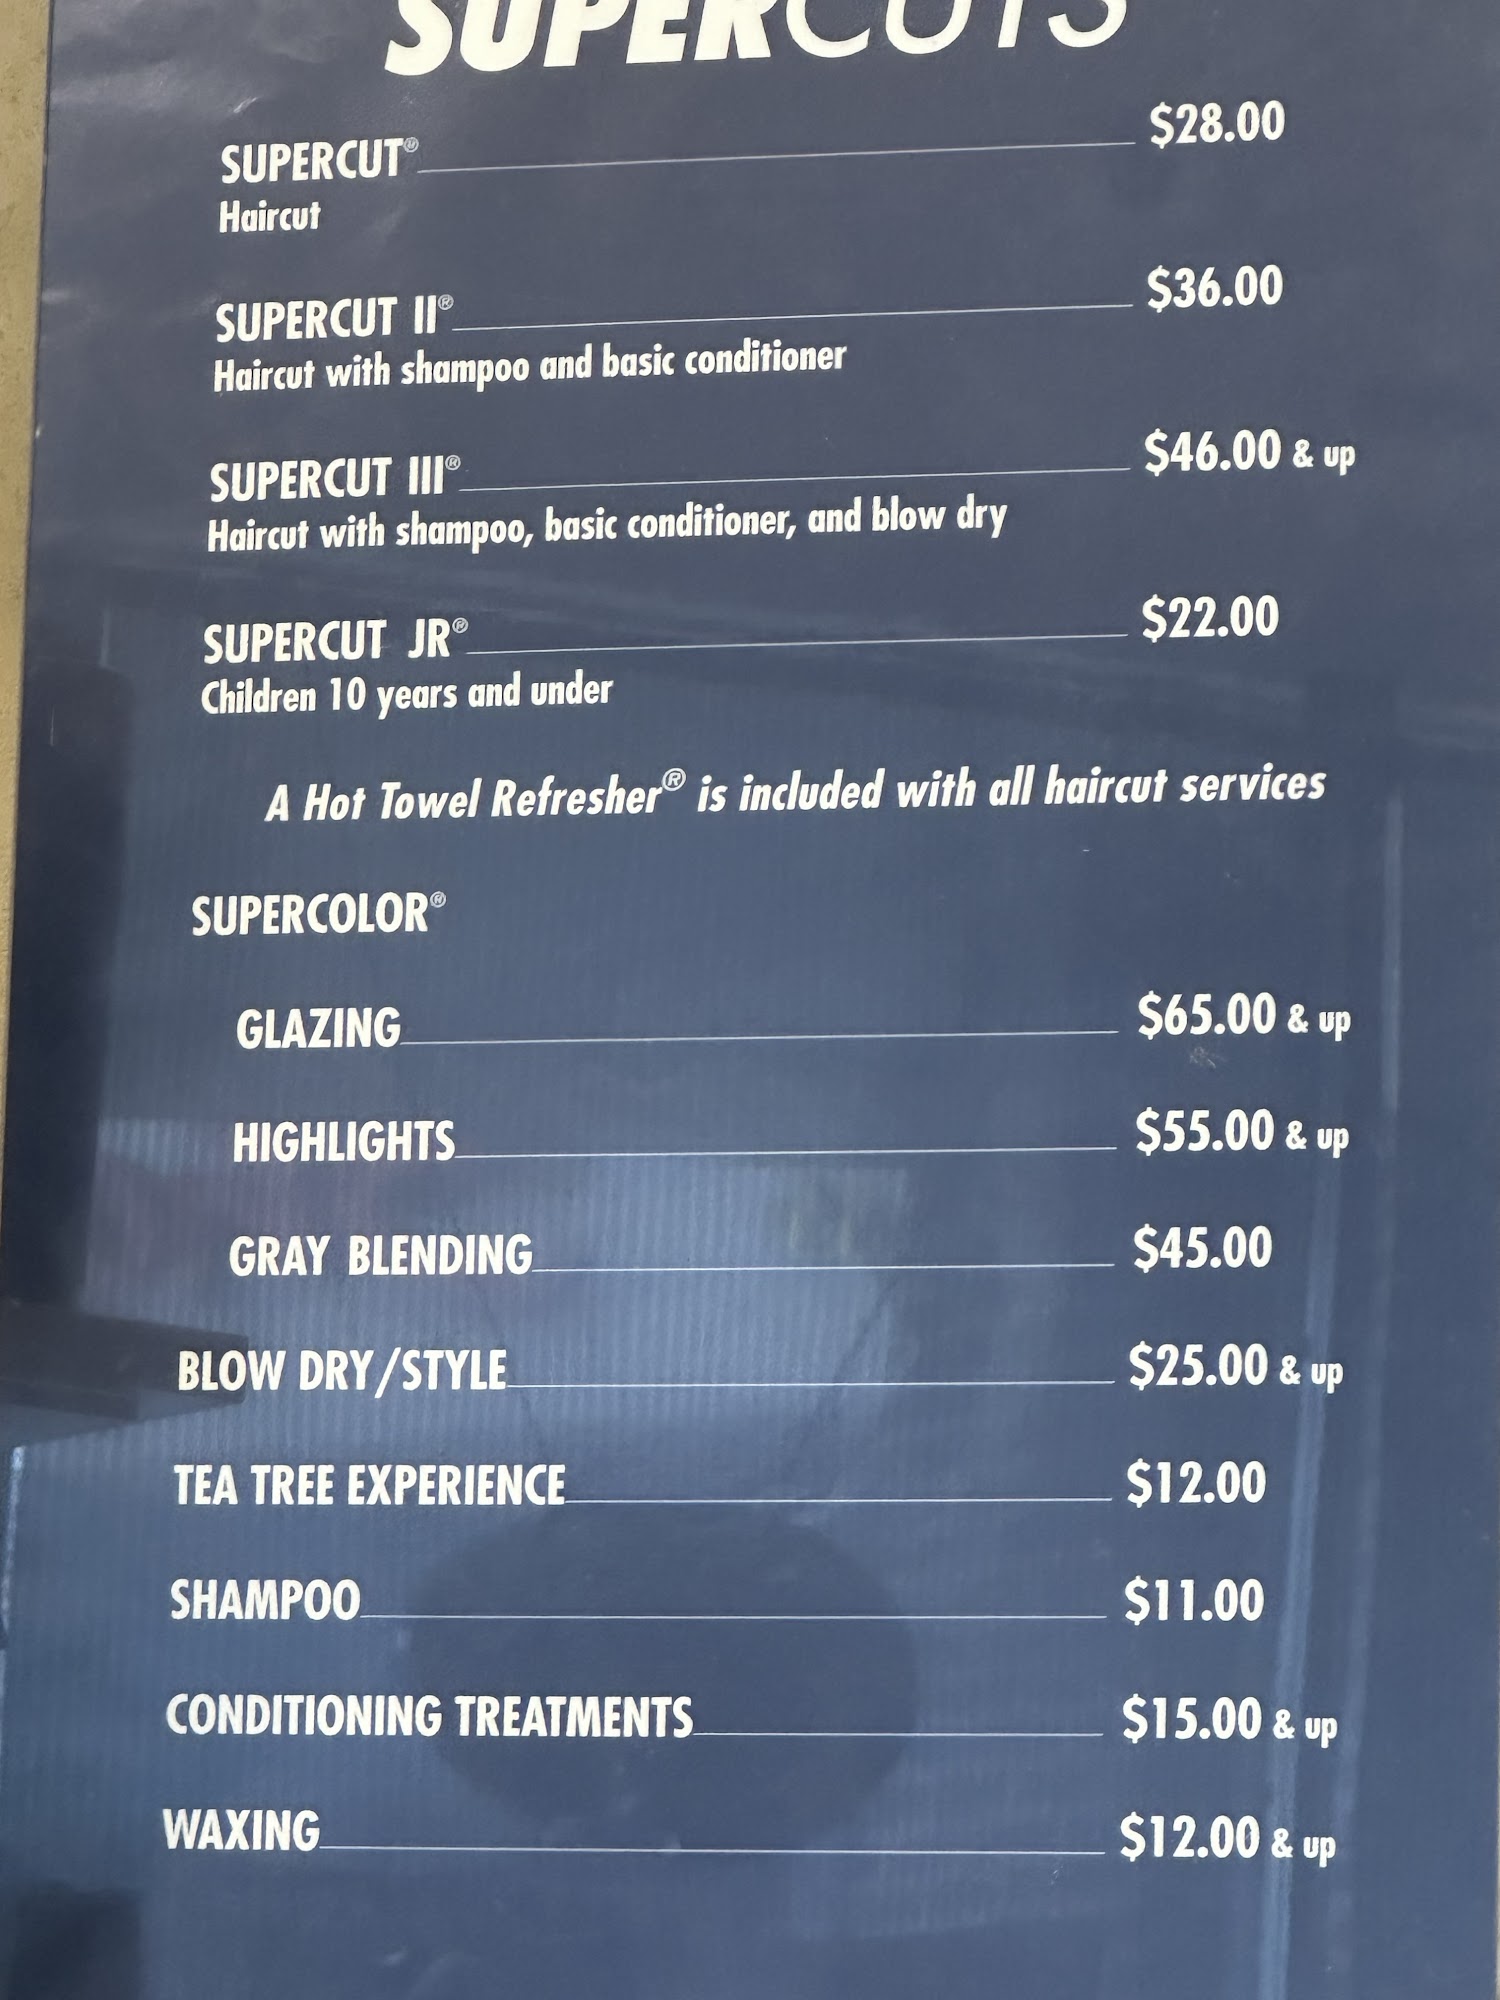 SUPERCUTS
SUPERCUT® $28.00
Haircut
SUPERCUT II® $36.00
Haircut with shampoo and basic conditioner
SUPERCUT III® $46.00 & up
Haircut with shampoo, basic conditioner, and blow dry
SUPERCUT JR® $22.00
Children 10 years and under
A Hot Towel Refresher® is included with all haircut services
SUPERCOLOR®
GLAZING $65.00 & up
HIGHLIGHTS $55.00 & up
GRAY BLENDING $45.00
BLOW DRY/STYLE $25.00 & up
TEA TREE EXPERIENCE $12.00
SHAMPOO $11.00
CONDITIONING TREATMENTS $15.00 & up
WAXING $12.00 & up